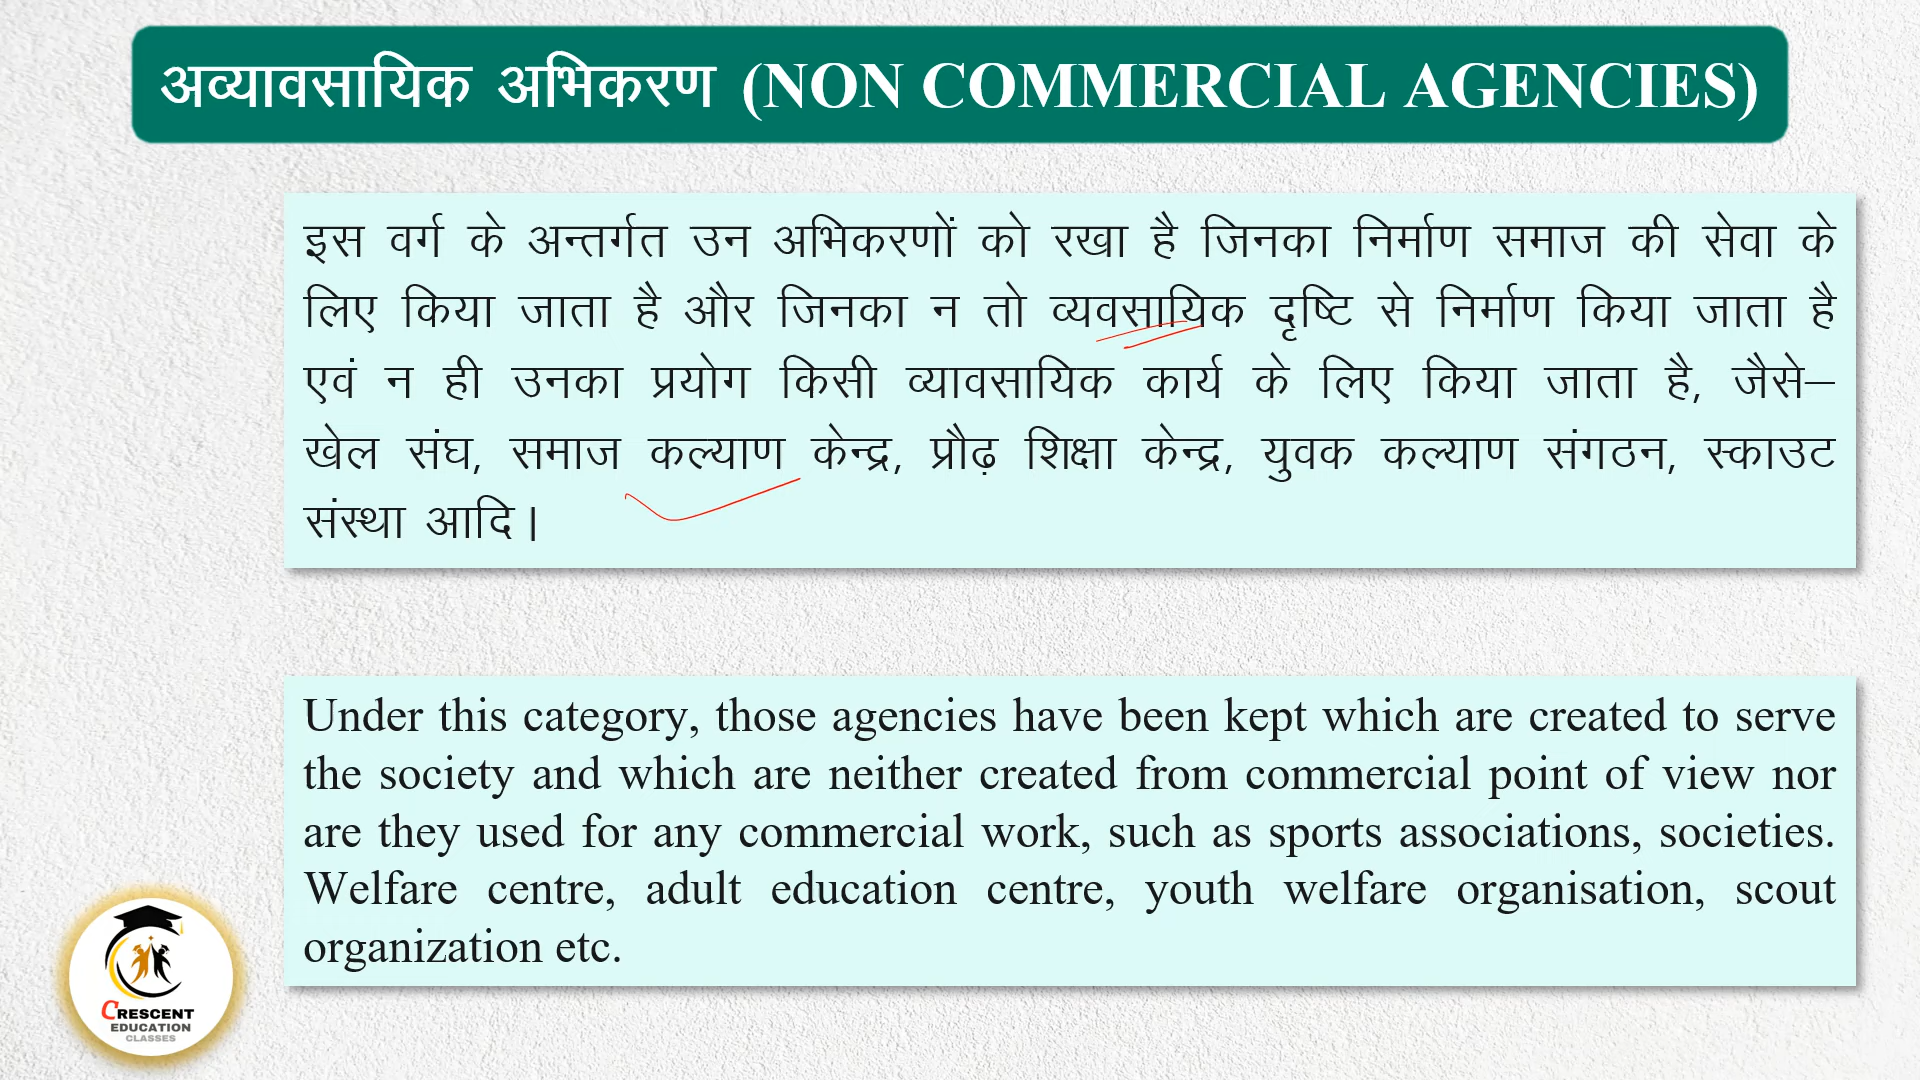 अव्यावसायिक अभिकरण (NON COMMERCIAL AGENCIES)
इस वर्ग के अन्तर्गत उन अभिकरणों को रखा है जिनका निर्माण समाज की सेवा के
लिए किया जाता है और जिनका न तो व्यवसायिक दृष्टि से निर्माण किया जाता है
एवं न ही उनका प्रयोग किसी व्यावसायिक कार्य के लिए किया जाता है, जैसे–
खेल संघ, समाज कल्याण केन्द्र, प्रौढ़ शिक्षा केन्द्र, युवक कल्याण संगठन, स्काउट
संस्था आदि।
Under this category, those agencies have been kept which are created to serve
the society and which are neither created from commercial point of view nor
are they used for any commercial work, such as sports associations, societies.
Welfare centre, adult education centre, youth welfare organisation, scout
organization etc.
CRESCENT
EDUCATION
CLASSES